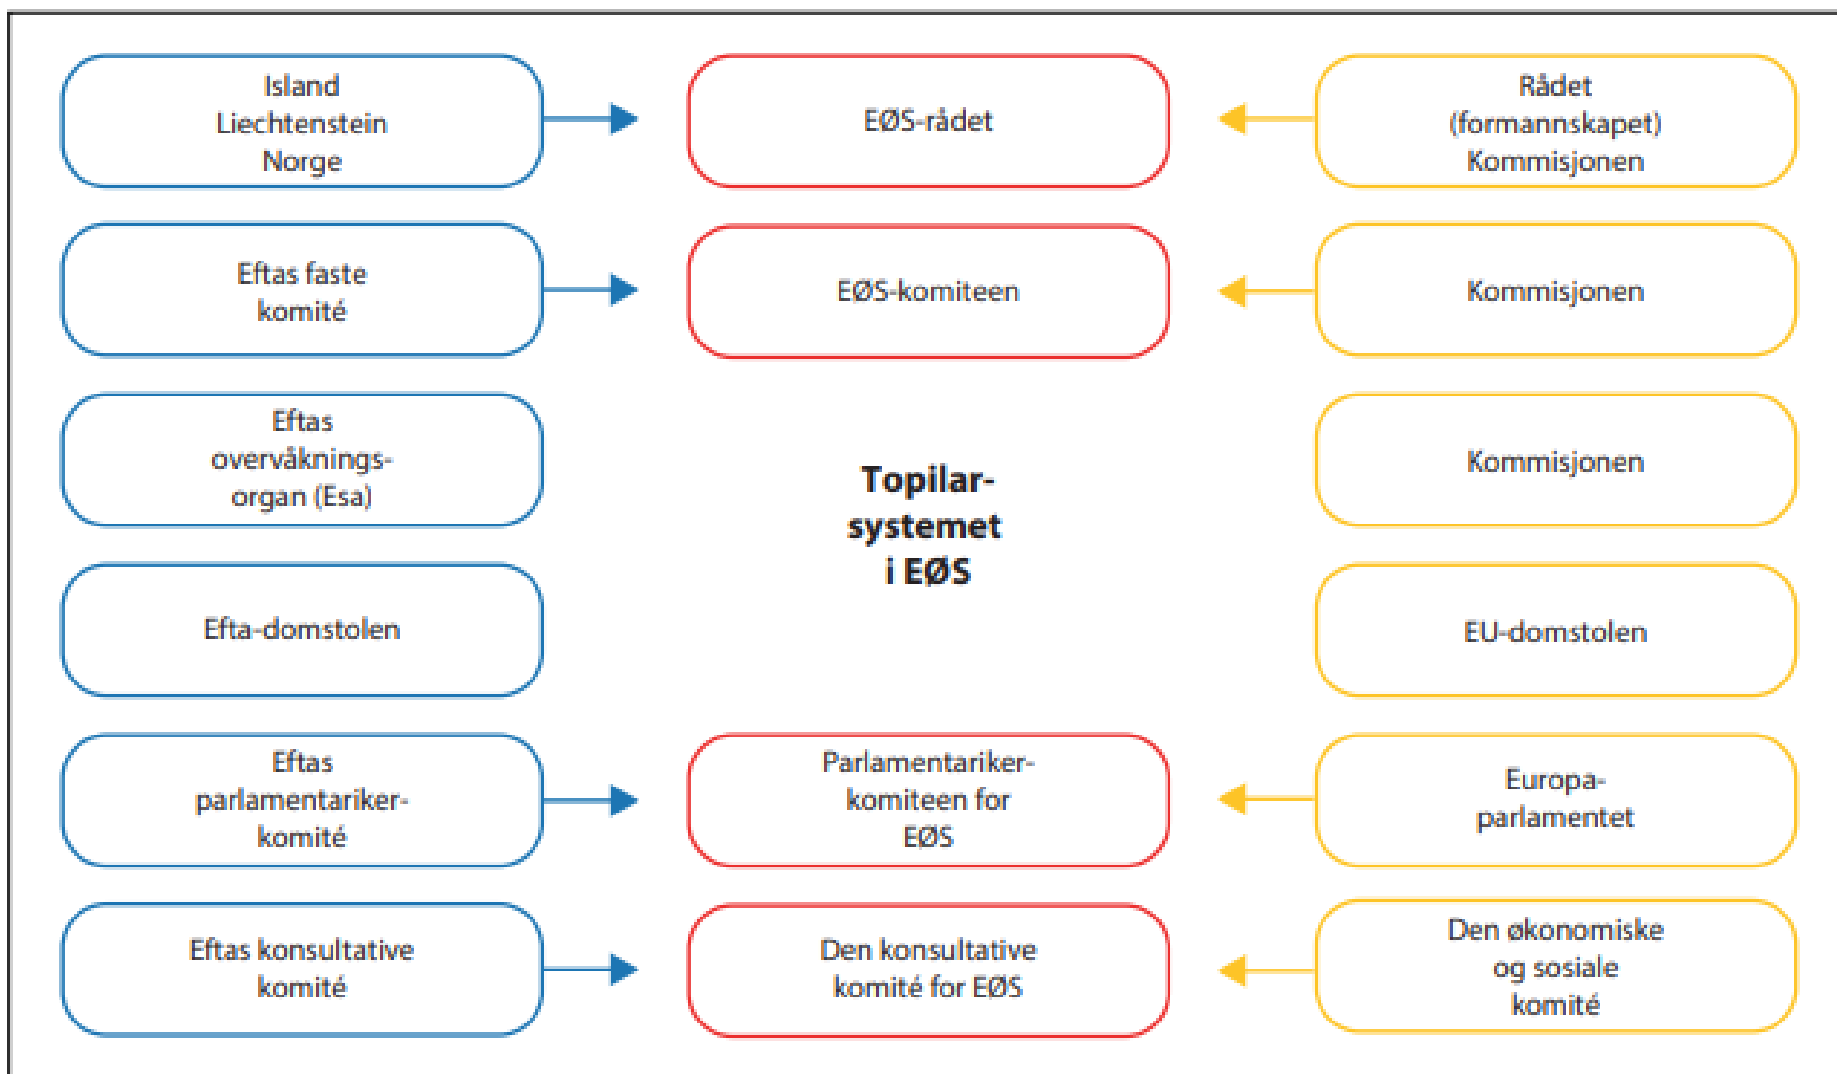 Island
Liechtenstein
Norge
EØS-rådet
Rådet
(formannskapet)
Kommisjonen
Eftas faste
komité
EØS-komiteen
Kommisjonen
Eftas
overvåknings-
organ (Esa)
Topilar-
systemet
i EØS
Kommisjonen
Efta-domstolen
EU-domstolen
Eftas
parlamentariker-
komité
Parlamentariker-
komiteen for
EØS
Europa-
parlamentet
Eftas konsultative
komité
Den konsultative
komité for EØS
Den økonomiske
og sosiale
komité